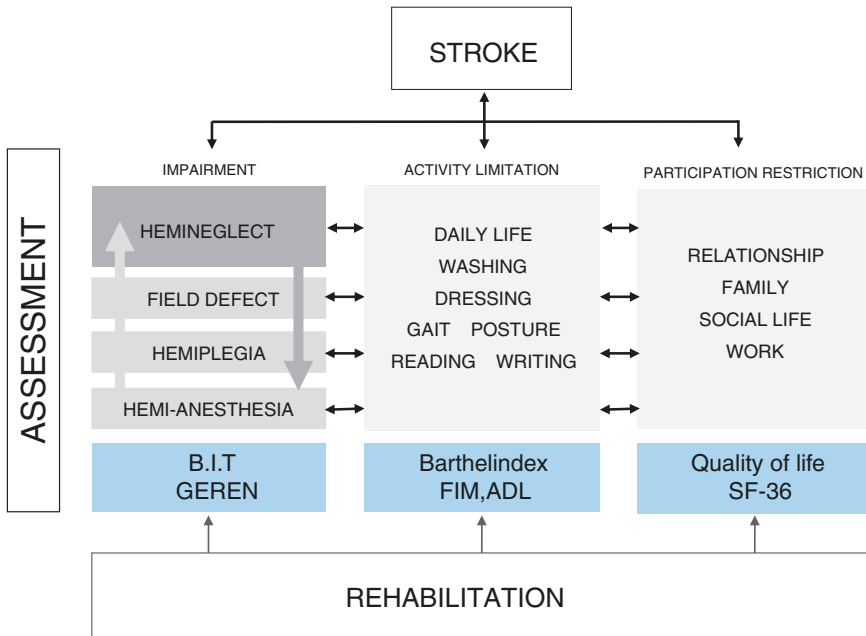 STROKE
ASSESSMENT
IMPAIRMENT
HEMINEGLECT
FIELD DEFECT
HEMIPLEGIA
HEMI-ANESTHESIA
B.I.T
GEREN
ACTIVITY LIMITATION
DAILY LIFE
WASHING
DRESSING
GAIT POSTURE
READING WRITING
Barthelindex
FIM,ADL
PARTICIPATION RESTRICTION
RELATIONSHIP
FAMILY
SOCIAL LIFE
WORK
Quality of life
SF-36
REHABILITATION